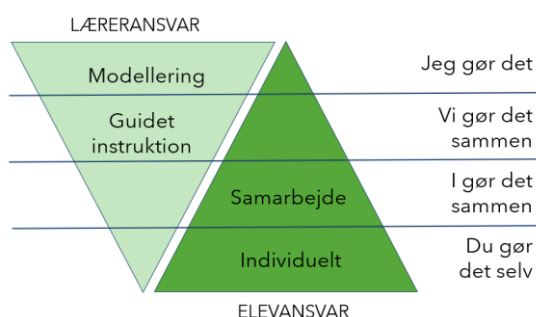 LÆRERANSVAR
Modellering
Jeg gør det
Guidet
instruktion
Vi gør det
sammen
Samarbejde
I gør det
sammen
Individuelt
Du gør
det selv
ELEVANSVAR